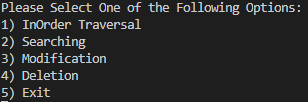 Please Select One of the Following Options:
1) InOrder Traversal
2) Searching
3) Modification
4) Deletion
5) Exit